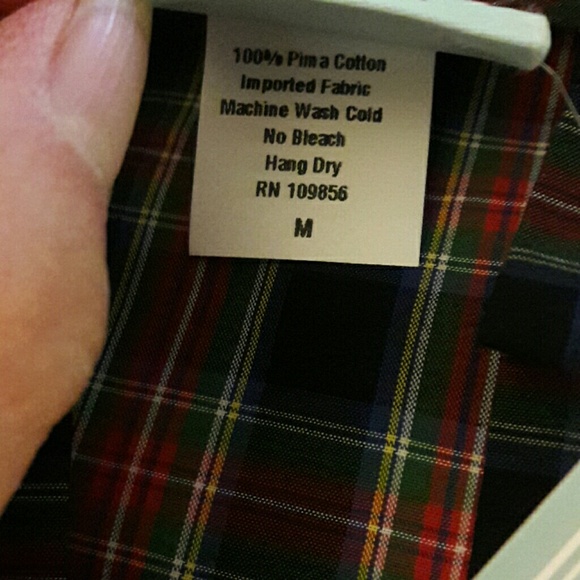 100% Pima Cotton
Imported Fabric
Machine Wash Cold
No Bleach
Hang Dry
RN 109856
M